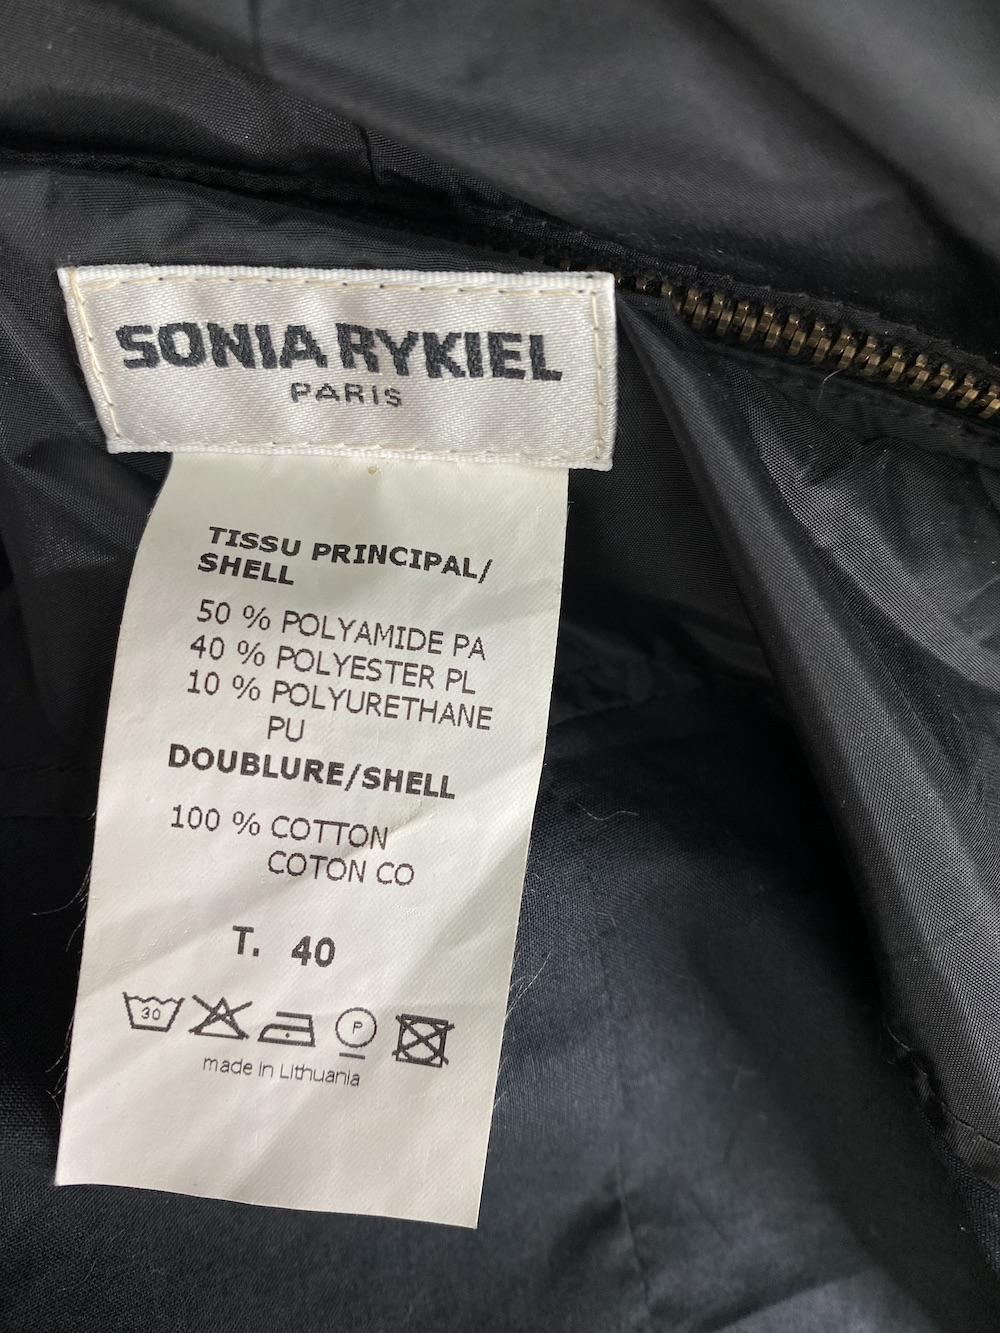 SONIA RYKIEL
PARIS
TISSU PRINCIPAL/
SHELL
50 % POLYAMIDE PA
40 % POLYESTER PL
10 % POLYURETHANE
PU
DOUBLURE/SHELL
100 % COTTON
COTON CO
T. 40
30 P
made in Lithuania